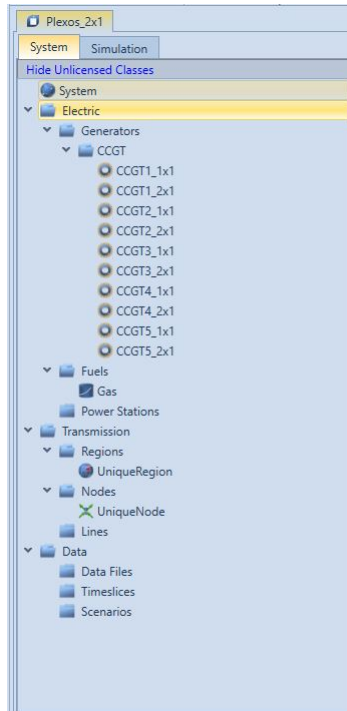 Plexos_2x1
System Simulation
Hide Unlicensed Classes
System
Electric
Generators
CCGT
CCGT1_1x1
CCGT1_2x1
CCGT2_1x1
CCGT2_2x1
CCGT3_1x1
CCGT3_2x1
CCGT4_1x1
CCGT4_2x1
CCGT5_1x1
CCGT5_2x1
Fuels
Gas
Power Stations
Transmission
Regions
UniqueRegion
Nodes
UniqueNode
Lines
Data
Data Files
Timeslices
Scenarios